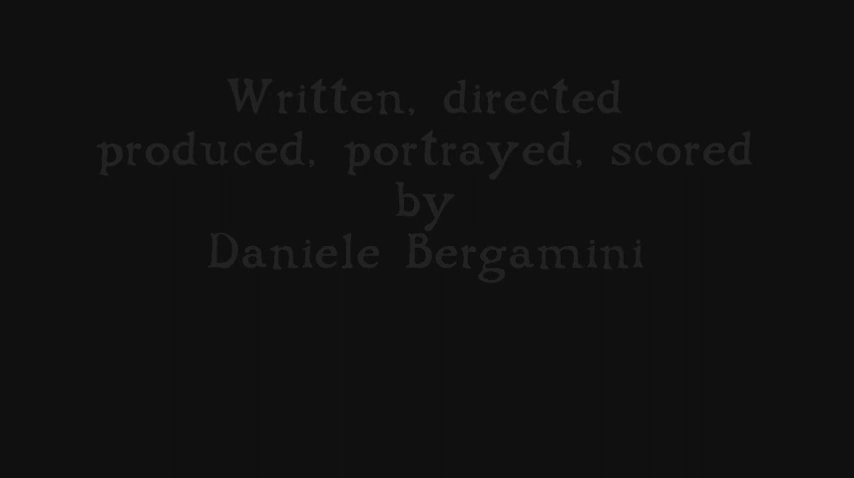 Written, directed
produced, portrayed, scored
by
Daniele Bergamini